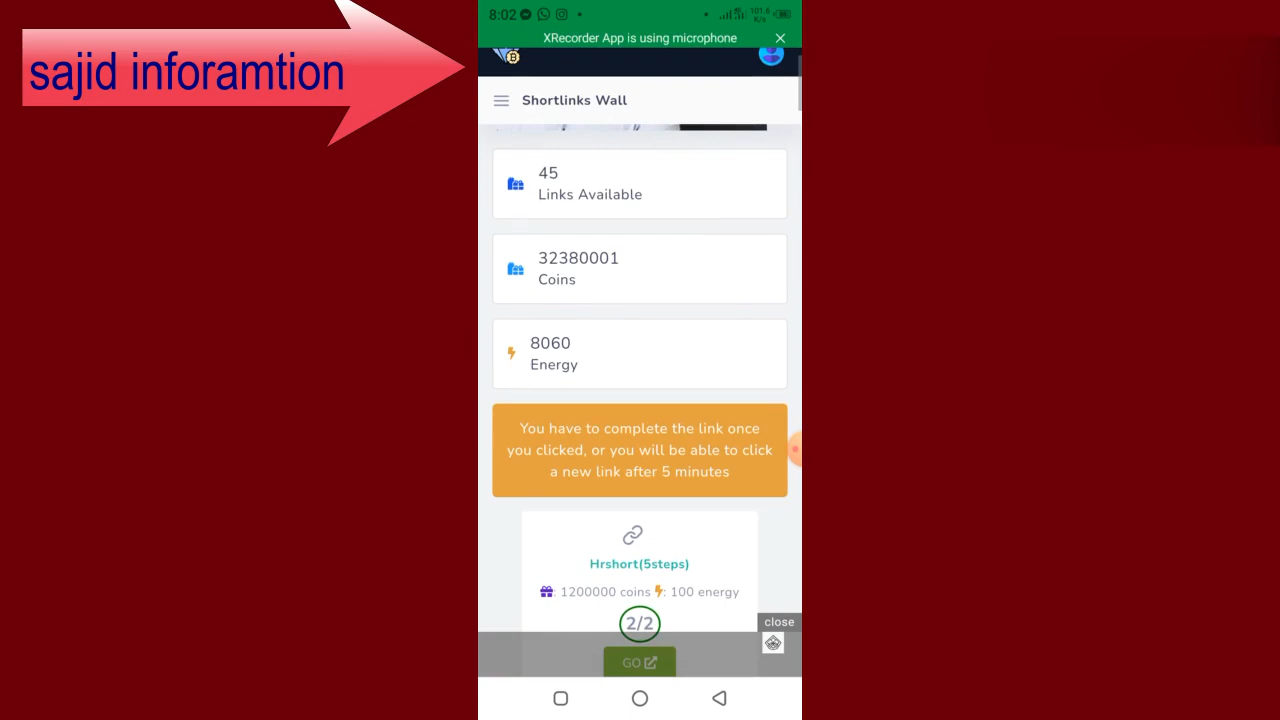 sajid inforamtion
8:02
101.6
K/s
XRecorder App is using microphone
Shortlinks Wall
45
Links Available
32380001
Coins
8060
Energy
You have to complete the link once
you clicked, or you will be able to click
a new link after 5 minutes
Hrshort(5steps)
: 1200000 coins : 100 energy
2/2
close
GO